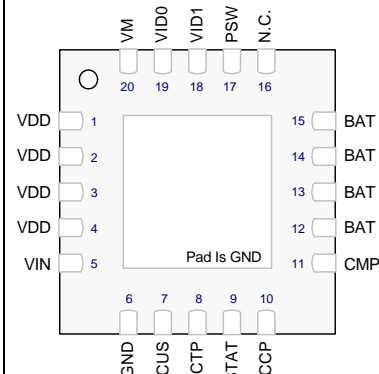 VM VID0 VID1 PSW N.C.
20 19 18 17 16
VDD 1 15 BAT
VDD 2 14 BAT
VDD 3 13 BAT
VDD 4 12 BAT
VIN 5 Pad Is GND 11 CMP
6 7 8 9 10
GND CUS CTP STAT CCP